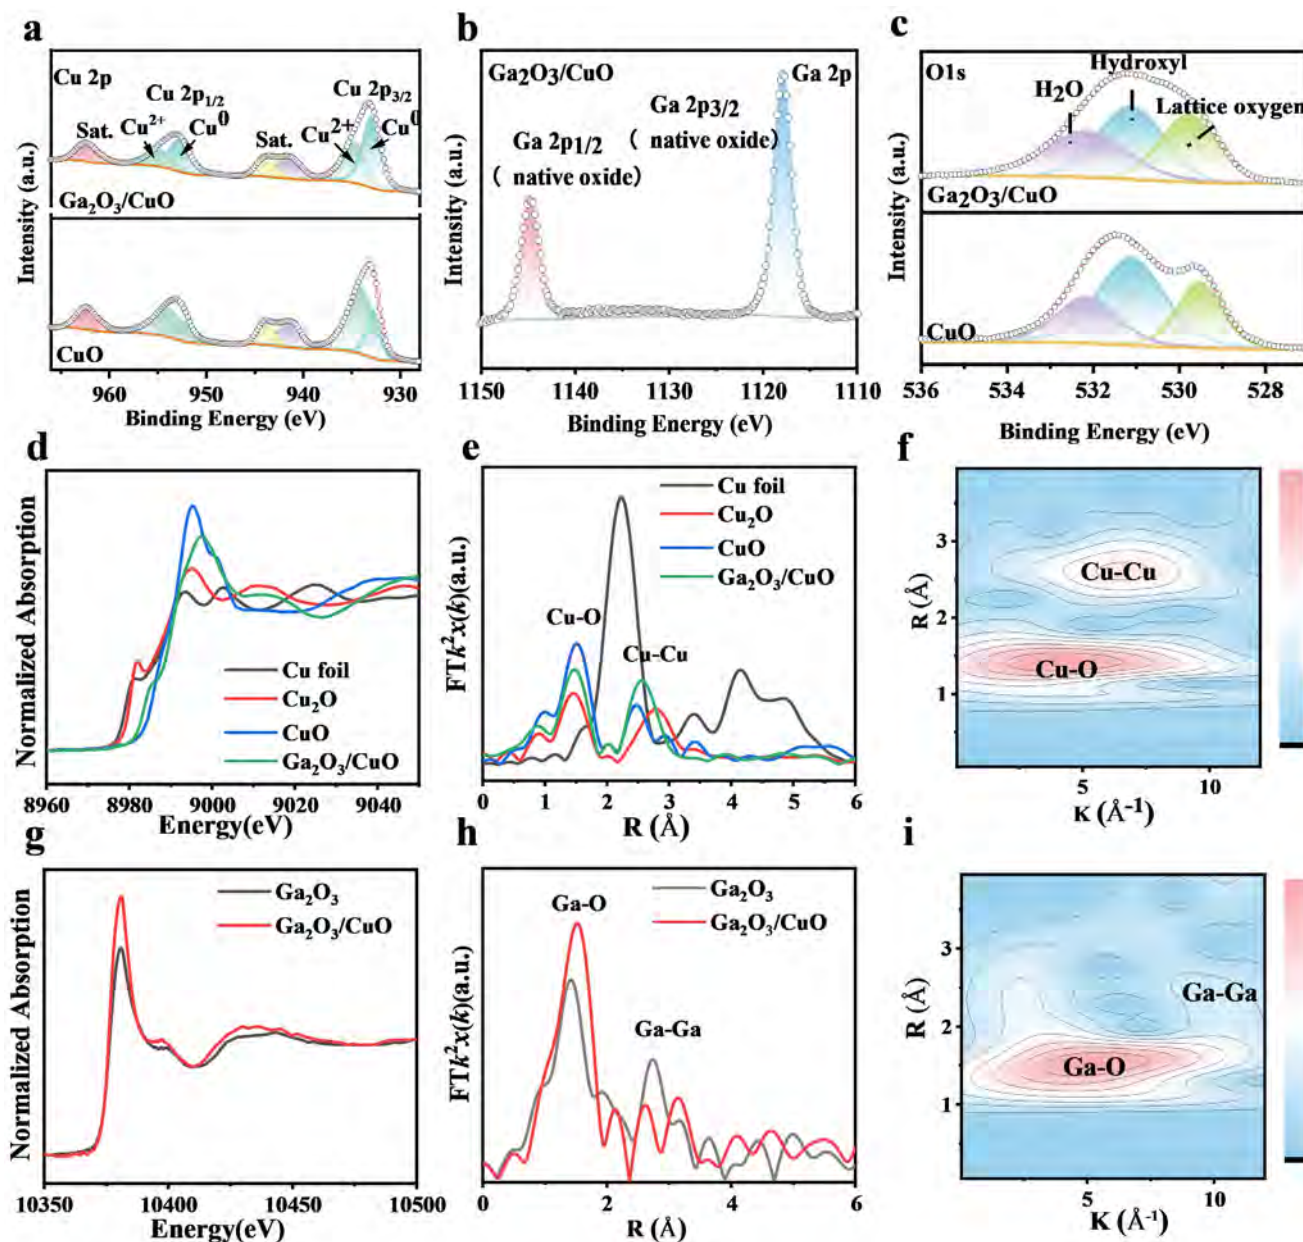 a
Cu 2p
Cu 2p1/2
Cu 2p3/2
Sat.
Cu2+
Cu0
Sat.
Cu2+
Cu0
Ga2O3/CuO
CuO
Intensity (a.u.)
960 950 940 930
Binding Energy (eV)
b
Ga2O3/CuO
Ga 2p
Ga 2p3/2
( native oxide)
Ga 2p1/2
( native oxide)
Intensity (a.u.)
1150 1140 1130 1120 1110
Binding Energy (eV)
c
O1s
Hydroxyl
H2O
Lattice oxygen
Ga2O3/CuO
CuO
Intensity (a.u.)
536 534 532 530 528
Binding Energy (eV)
d
Cu foil
Cu2O
CuO
Ga2O3/CuO
Normalized Absorption
8960 8980 9000 9020 9040
Energy(eV)
e
Cu foil
Cu2O
CuO
Ga2O3/CuO
Cu-O
Cu-Cu
FTk2x(k)(a.u.)
0 1 2 3 4 5 6
R (Å)
f
Cu-Cu
Cu-O
R (Å)
3
2
1
5 10
K (Å-1)
g
Ga2O3
Ga2O3/CuO
Normalized Absorption
10350 10400 10450 10500
Energy(eV)
h
Ga2O3
Ga2O3/CuO
Ga-O
Ga-Ga
FTk2x(k)(a.u.)
0 2 4 6
R (Å)
i
Ga-Ga
Ga-O
R (Å)
3
2
1
5 10
K (Å-1)